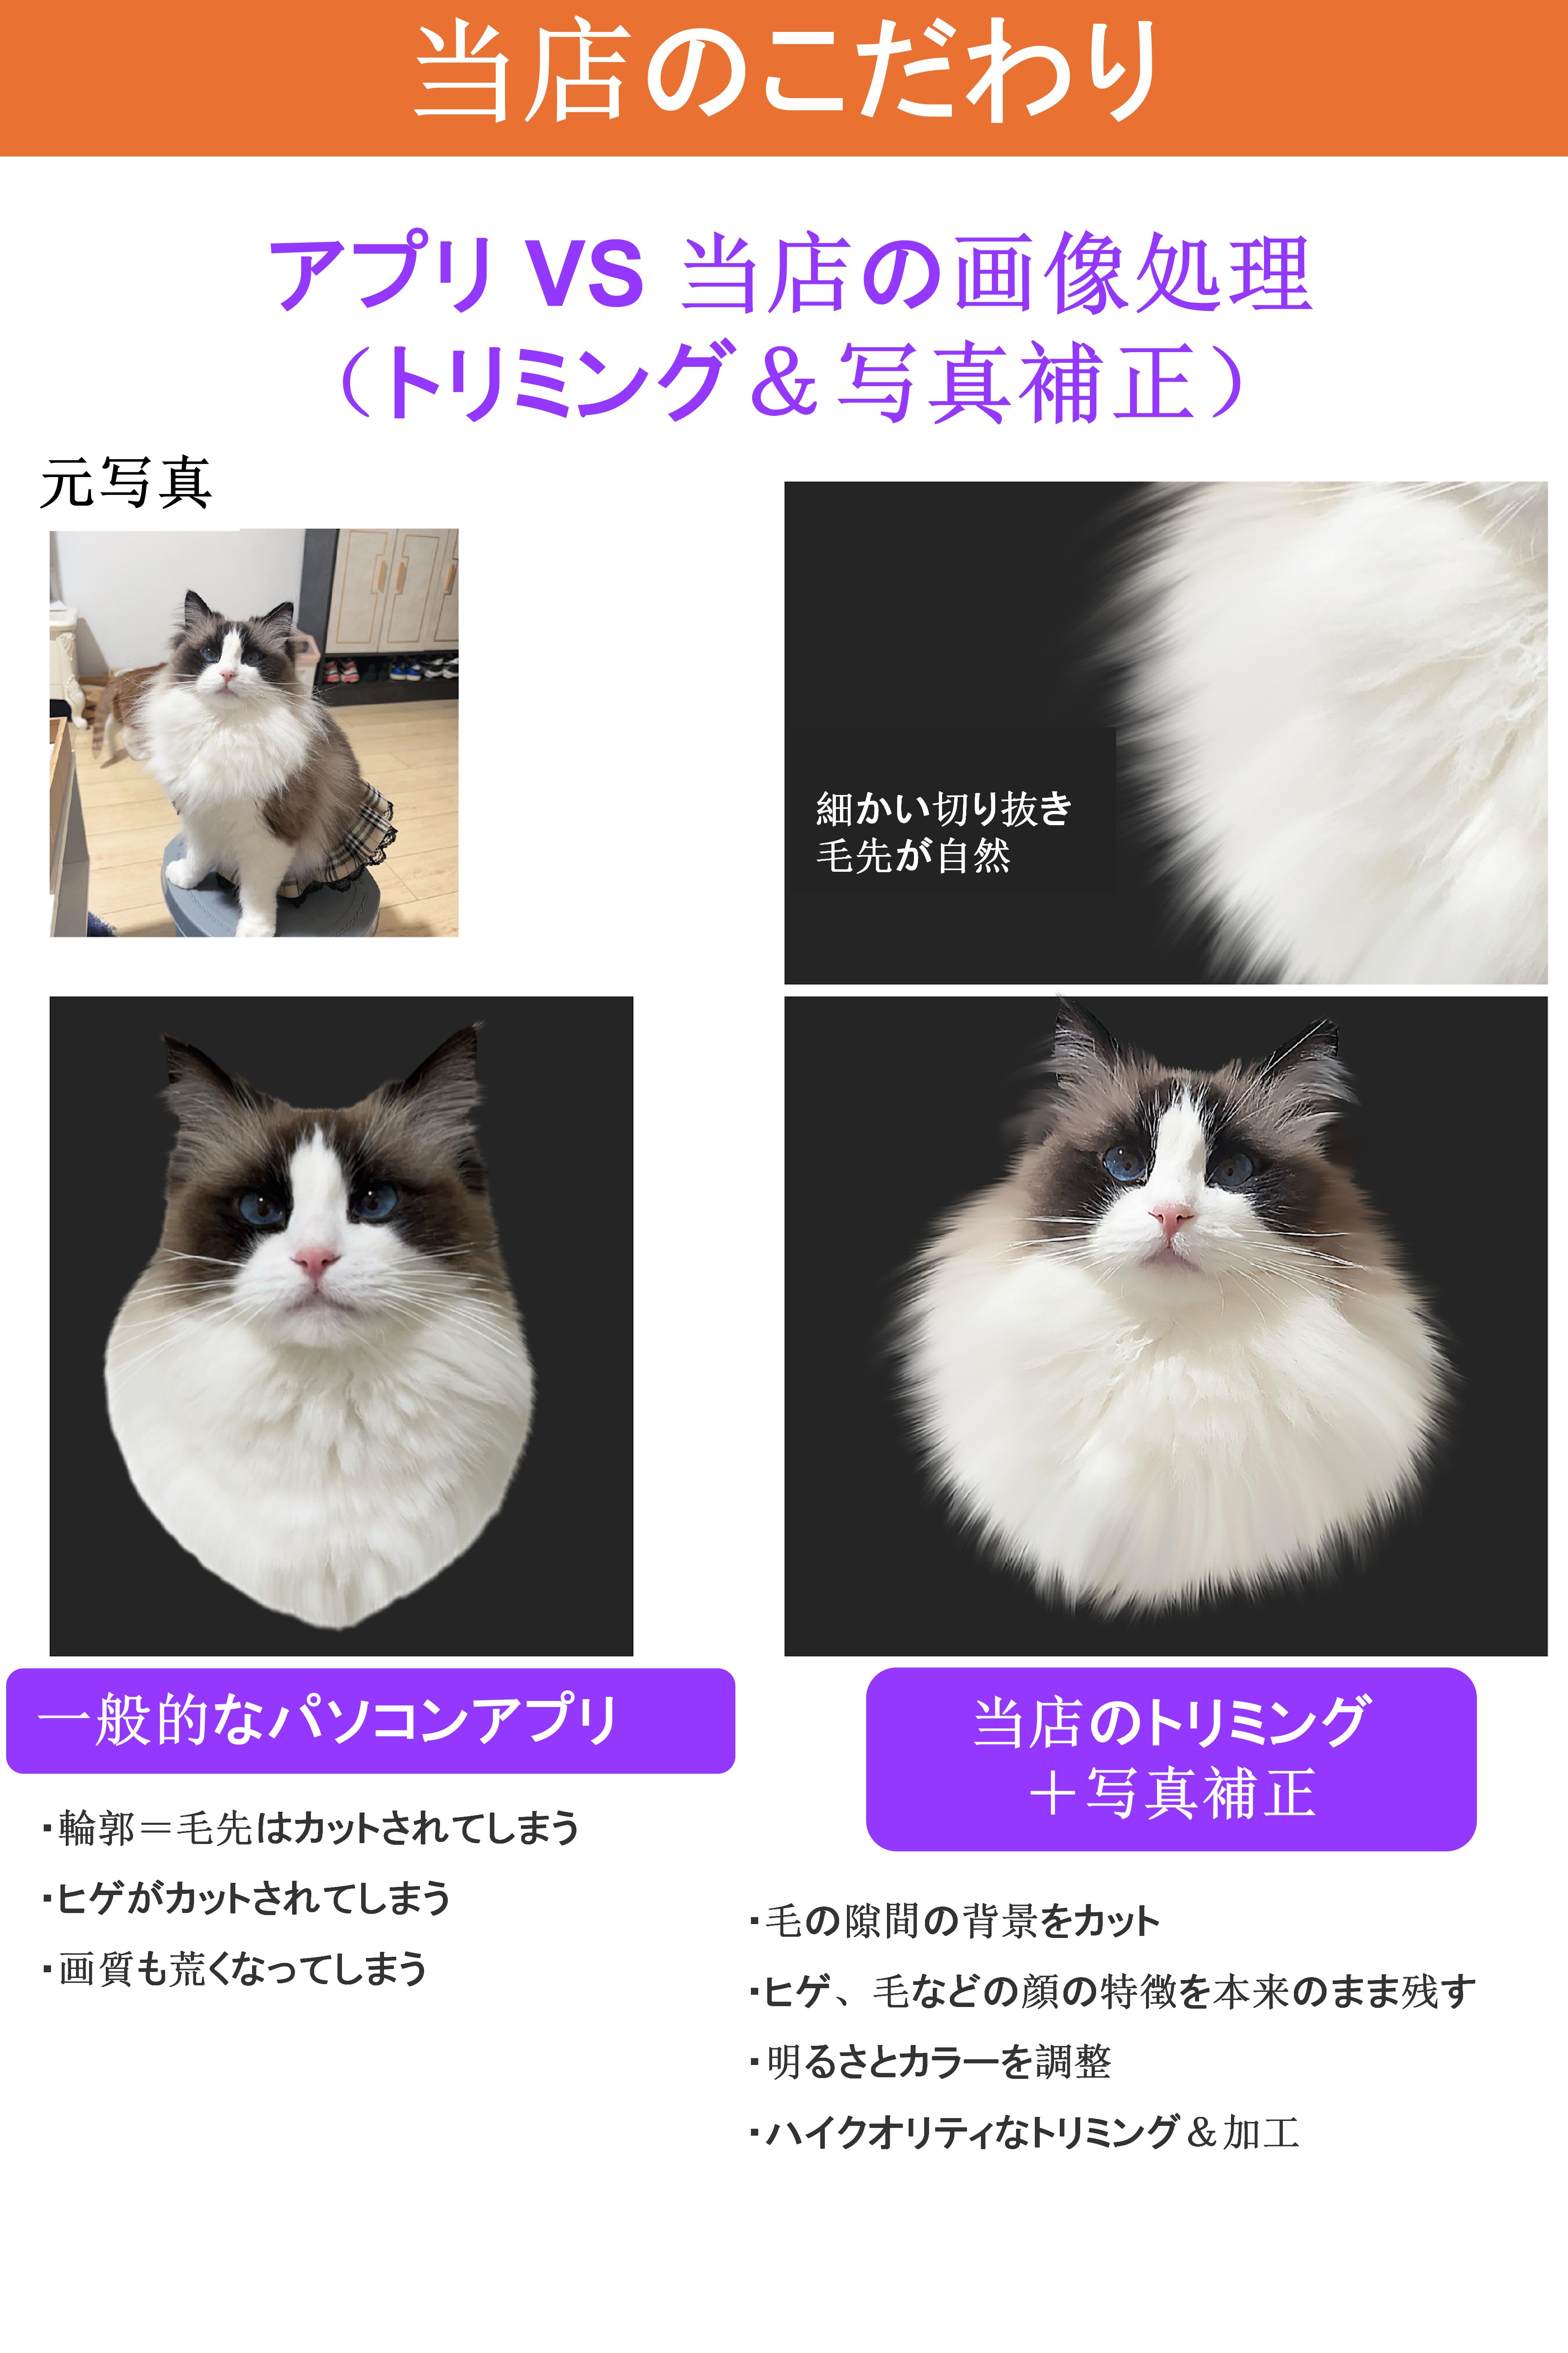 当店のこだわり
アプリ VS 当店の画像処理
（トリミング＆写真補正）
元写真
細かい切り抜き
毛先が自然
一般的なパソコンアプリ
・輪郭＝毛先はカットされてしまう
・ヒゲがカットされてしまう
・画質も荒くなってしまう
当店のトリミング
＋写真補正
・毛の隙間の背景をカット
・ヒゲ、毛などの顔の特徴を本来のまま残す
・明るさとカラーを調整
・ハイクオリティなトリミング＆加工